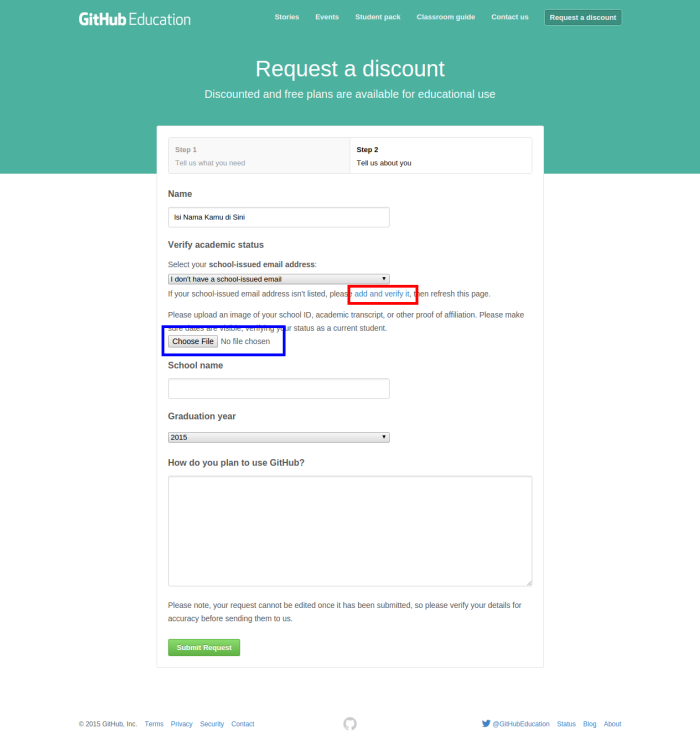 GitHub Education
Stories Events Student pack Classroom guide Contact us Request a discount
Request a discount
Discounted and free plans are available for educational use
Step 1
Tell us what you need
Step 2
Tell us about you
Name
Isi Nama Kamu di Sini
Verify academic status
Select your school-issued email address:
I don't have a school-issued email
If your school-issued email address isn't listed, please add and verify it, then refresh this page.
Please upload an image of your school ID, academic transcript, or other proof of affiliation. Please make
sure dates are visible, verifying your status as a current student.
Choose File No file chosen
School name
Graduation year
2015
How do you plan to use GitHub?
Please note, your request cannot be edited once it has been submitted, so please verify your details for
accuracy before sending them to us.
Submit Request
© 2015 GitHub, Inc. Terms Privacy Security Contact @GitHubEducation Status Blog About